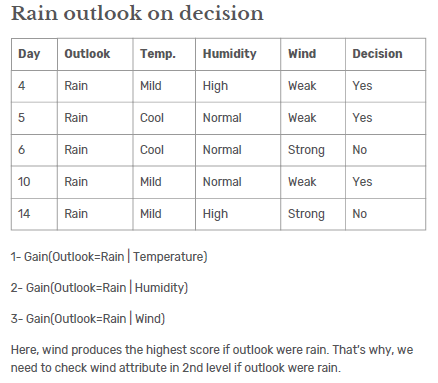 Rain outlook on decision
Day Outlook Temp. Humidity Wind Decision
4 Rain Mild High Weak Yes
5 Rain Cool Normal Weak Yes
6 Rain Cool Normal Strong No
10 Rain Mild Normal Weak Yes
14 Rain Mild High Strong No
1- Gain(Outlook=Rain | Temperature)
2- Gain(Outlook=Rain | Humidity)
3- Gain(Outlook=Rain | Wind)
Here, wind produces the highest score if outlook were rain. That's why, we
need to check wind attribute in 2nd level if outlook were rain.